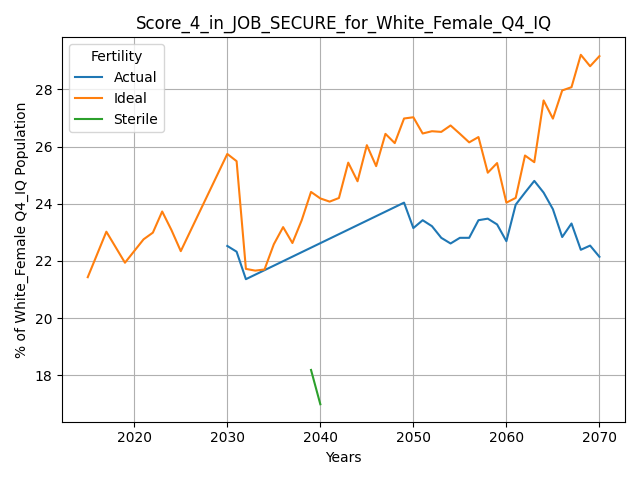 Score_4_in_JOB_SECURE_for_White_Female_Q4_IQ
Fertility
Actual
Ideal
Sterile
% of White_Female Q4_IQ Population
28
26
24
22
20
18
2020 2030 2040 2050 2060 2070
Years